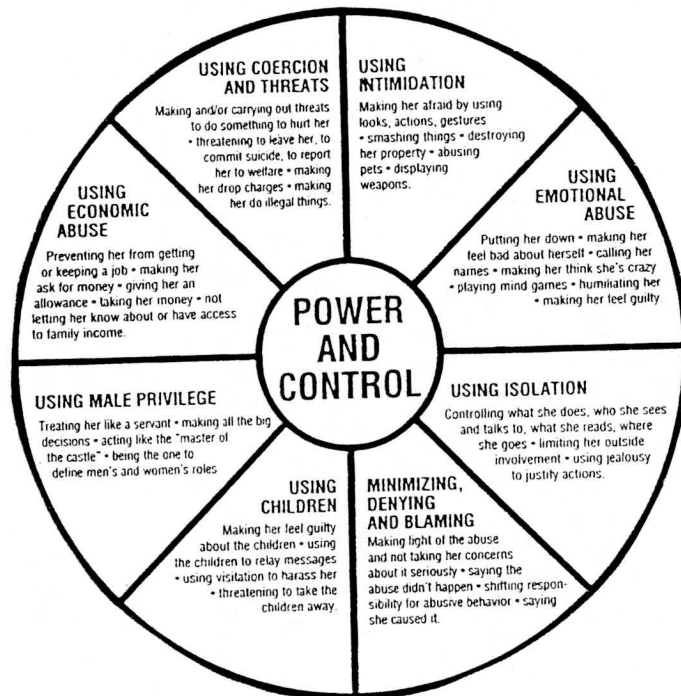 USING COERCION
AND THREATS
Making and/or carrying out threats
to do something to hurt her
• threatening to leave her, to
commit suicide, to report
her to welfare • making
her drop charges • making
her do illegal things.
USING
INTIMIDATION
Making her afraid by using
looks, actions, gestures
• smashing things • destroying
her property • abusing
pets • displaying
weapons.
USING
EMOTIONAL
ABUSE
Putting her down • making her
feel bad about herself • calling her
names • making her think she's crazy
• playing mind games • humiliating her
• making her feel guilty.
USING ISOLATION
Controlling what she does, who she sees
and talks to, what she reads, where
she goes • limiting her outside
involvement • using jealousy
to justify actions.
MINIMIZING,
DENYING
AND BLAMING
Making light of the abuse
and not taking her concerns
about it seriously • saying the
abuse didn't happen • shifting respon-
sibility for abusive behavior • saying
she caused it.
USING
CHILDREN
Making her feel guilty
about the children • using
the children to relay messages
• using visitation to harass her
• threatening to take the
children away.
USING MALE PRIVILEGE
Treating her like a servant • making all the big
decisions • acting like the "master of
the castle" • being the one to
define men's and women's roles
USING
ECONOMIC
ABUSE
Preventing her from getting
or keeping a job • making her
ask for money • giving her an
allowance • taking her money • not
letting her know about or have access
to family income.
POWER
AND
CONTROL